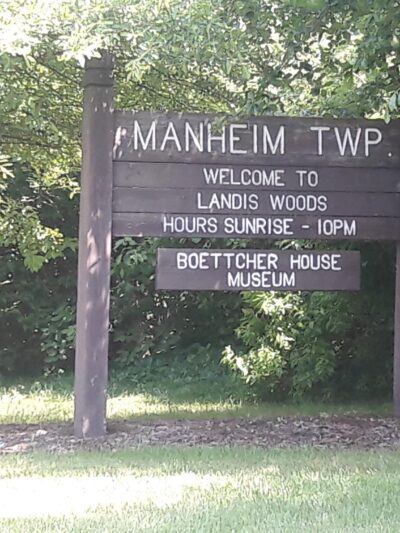 MANHEIM TWP
WELCOME TO
LANDIS WOODS
HOURS SUNRISE - 10PM
BOETTCHER HOUSE
MUSEUM